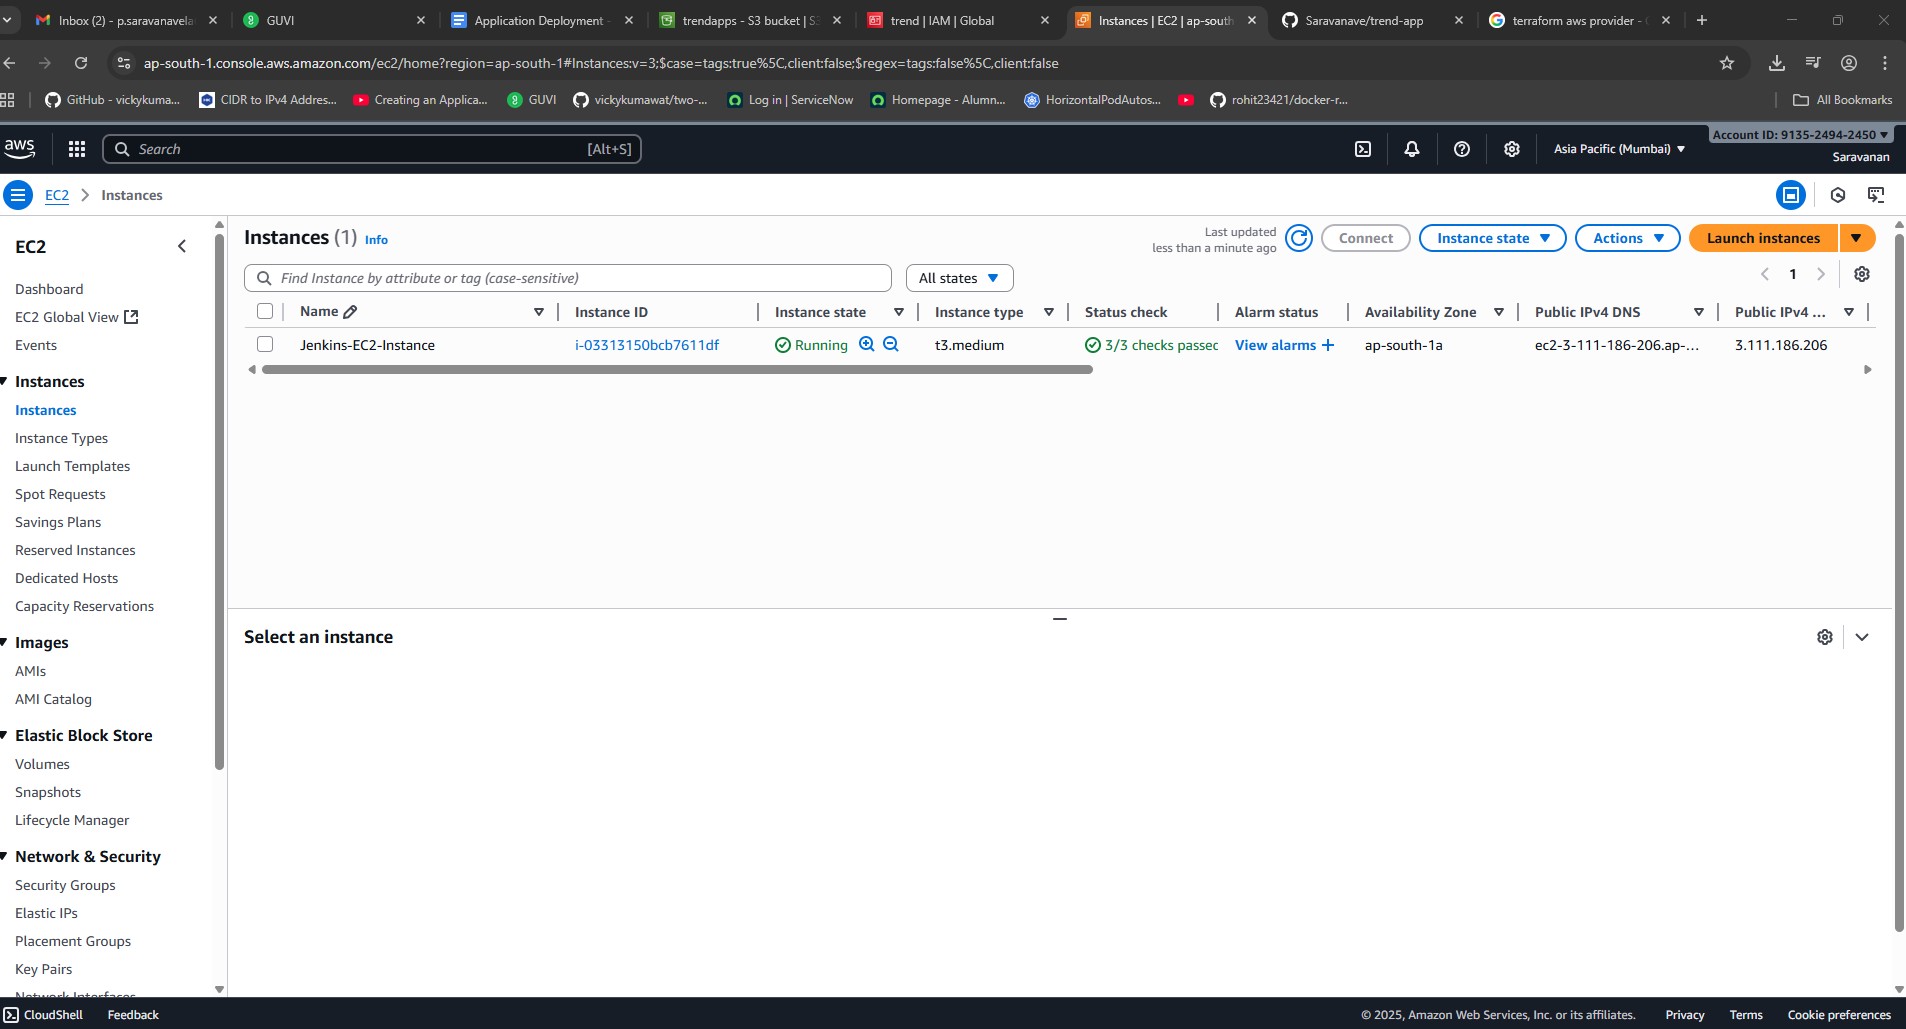 Inbox (2) - p.saravanavela
GUVI
Application Deployment -
trendapps - S3 bucket | S3
trend | IAM | Global
Instances | EC2 | ap-south
Saravanave/trend-app
terraform aws provider - G
ap-south-1.console.aws.amazon.com/ec2/home?region=ap-south-1#Instances:v=3;$case=tags:true%5C,client:false;$regex=tags:false%5C,client:false
GitHub - vickykuma...
CIDR to IPv4 Addres...
Creating an Applica...
GUVI
vickykumawat/two-...
Log in | ServiceNow
Homepage - Alumn...
HorizontalPodAutos...
rohit23421/docker-r...
All Bookmarks
aws
Search
[Alt+S]
Asia Pacific (Mumbai)
Account ID: 9135-2494-2450
Saravanan
EC2
Instances
EC2
Dashboard
EC2 Global View
Events
Instances
Instances
Instance Types
Launch Templates
Spot Requests
Savings Plans
Reserved Instances
Dedicated Hosts
Capacity Reservations
Images
AMIs
AMI Catalog
Elastic Block Store
Volumes
Snapshots
Lifecycle Manager
Network & Security
Security Groups
Elastic IPs
Placement Groups
Key Pairs
Network Interfaces
Instances (1) Info
Last updated
less than a minute ago
Connect
Instance state
Actions
Launch instances
Find Instance by attribute or tag (case-sensitive)
All states
1
Name
Instance ID
Instance state
Instance type
Status check
Alarm status
Availability Zone
Public IPv4 DNS
Public IPv4 ...
Jenkins-EC2-Instance
i-03313150bcb7611df
Running
t3.medium
3/3 checks passec
View alarms +
ap-south-1a
ec2-3-111-186-206.ap-...
3.111.186.206
Select an instance
CloudShell
Feedback
© 2025, Amazon Web Services, Inc. or its affiliates.
Privacy
Terms
Cookie preferences